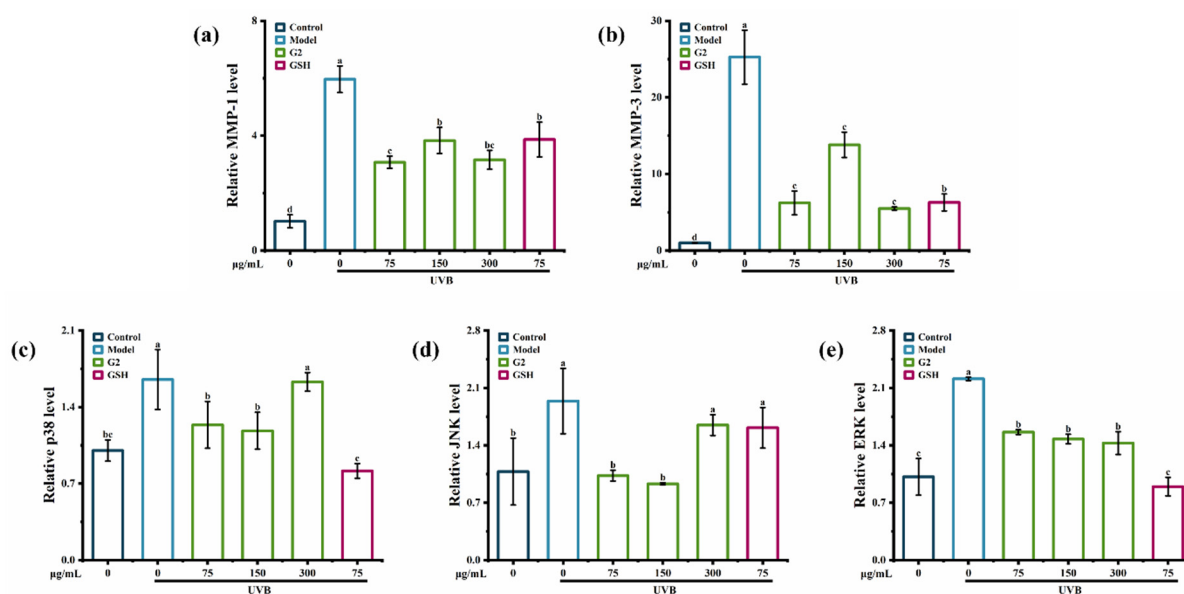 (a)
Relative MMP-1 level
8
4
0
Control
Model
G2
GSH
d
a
c
b
bc
b
μg/mL 0 0 75 150 300 75
UVB
(b)
Relative MMP-3 level
30
20
10
0
Control
Model
G2
GSH
d
a
c
c
c
b
μg/mL 0 0 75 150 300 75
UVB
(c)
Relative p38 level
2.1
1.4
0.7
0.0
Control
Model
G2
GSH
bc
a
b
b
a
c
μg/mL 0 0 75 150 300 75
UVB
(d)
Relative JNK level
2.8
2.1
1.4
0.7
0.0
Control
Model
G2
GSH
b
a
b
b
a
a
μg/mL 0 0 75 150 300 75
UVB
(e)
Relative ERK level
2.8
2.1
1.4
0.7
0.0
Control
Model
G2
GSH
c
a
b
b
b
c
μg/mL 0 0 75 150 300 75
UVB